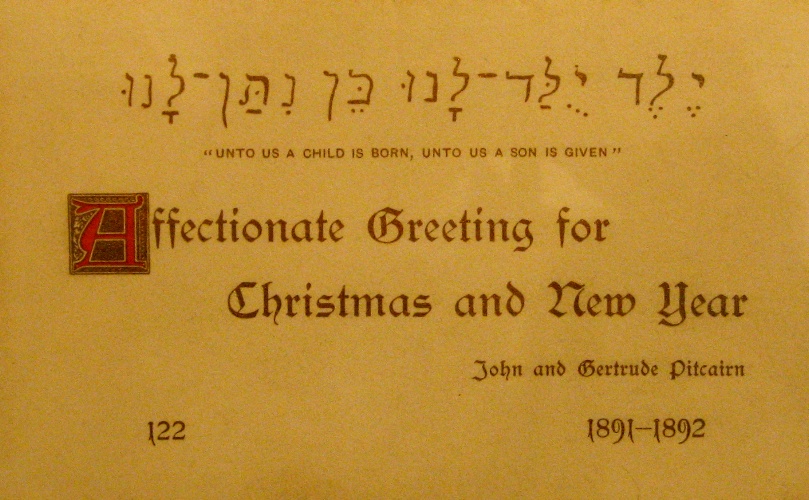 יֶלֶד יֻלַּד־לָנוּ כֵּן נִתַּן־לָנוּ
"UNTO US A CHILD IS BORN, UNTO US A SON IS GIVEN"
Affectionate Greeting for
Christmas and New Year
John and Gertrude Pitcairn
122 1891–1892